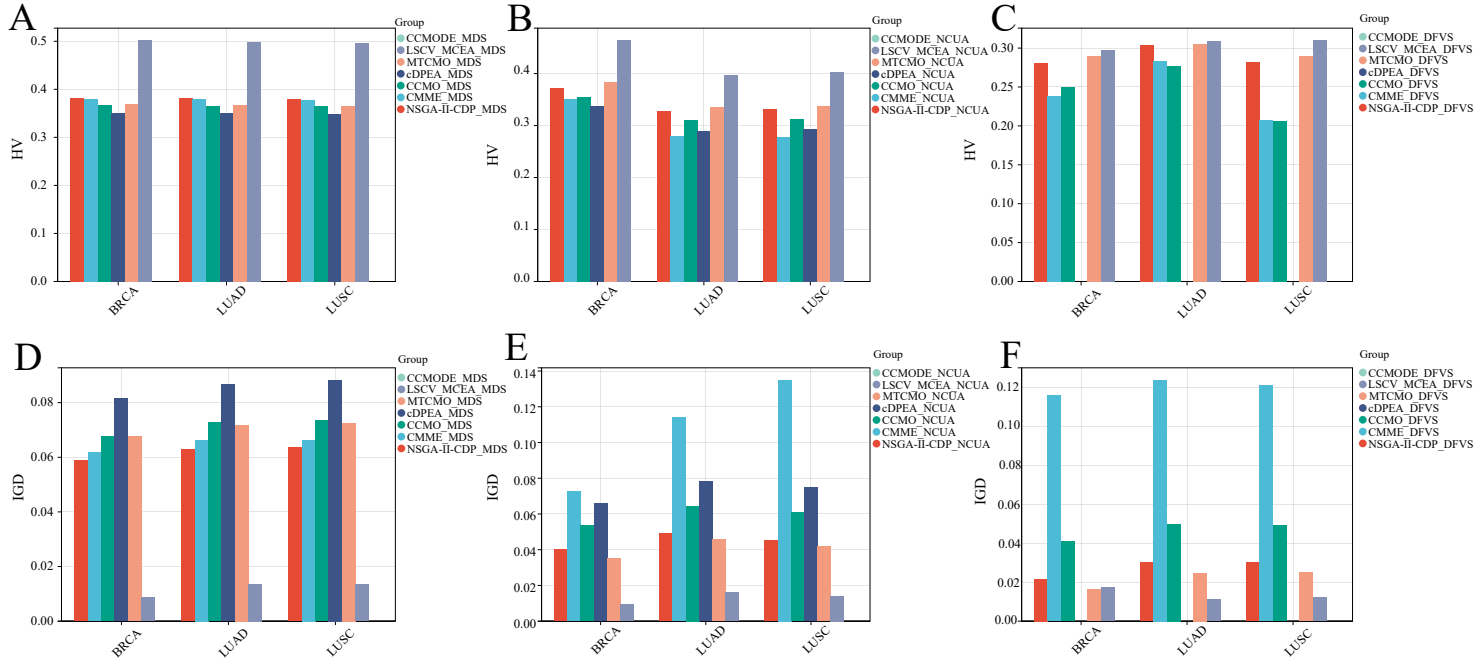 A
Group
CCMODE_MDS
LSCV_MCEA_MDS
MTCMO_MDS
cDPEA_MDS
CCMO_MDS
CMME_MDS
NSGA-II-CDP_MDS
HV
0.5
0.4
0.3
0.2
0.1
0.0
BRCA
LUAD
LUSC
B
Group
CCMODE_NCUA
LSCV_MCEA_NCUA
MTCMO_NCUA
cDPEA_NCUA
CCMO_NCUA
CMME_NCUA
NSGA-II-CDP_NCUA
HV
0.4
0.3
0.2
0.1
0.0
BRCA
LUAD
LUSC
C
Group
CCMODE_DFVS
LSCV_MCEA_DFVS
MTCMO_DFVS
cDPEA_DFVS
CCMO_DFVS
CMME_DFVS
NSGA-II-CDP_DFVS
HV
0.30
0.25
0.20
0.15
0.10
0.05
0.00
BRCA
LUAD
LUSC
D
Group
CCMODE_MDS
LSCV_MCEA_MDS
MTCMO_MDS
cDPEA_MDS
CCMO_MDS
CMME_MDS
NSGA-II-CDP_MDS
IGD
0.08
0.06
0.04
0.02
0.00
BRCA
LUAD
LUSC
E
Group
CCMODE_NCUA
LSCV_MCEA_NCUA
MTCMO_NCUA
cDPEA_NCUA
CCMO_NCUA
CMME_NCUA
NSGA-II-CDP_NCUA
IGD
0.14
0.12
0.10
0.08
0.06
0.04
0.02
0.00
BRCA
LUAD
LUSC
F
Group
CCMODE_DFVS
LSCV_MCEA_DFVS
MTCMO_DFVS
cDPEA_DFVS
CCMO_DFVS
CMME_DFVS
NSGA-II-CDP_DFVS
IGD
0.12
0.10
0.08
0.06
0.04
0.02
0.00
BRCA
LUAD
LUSC